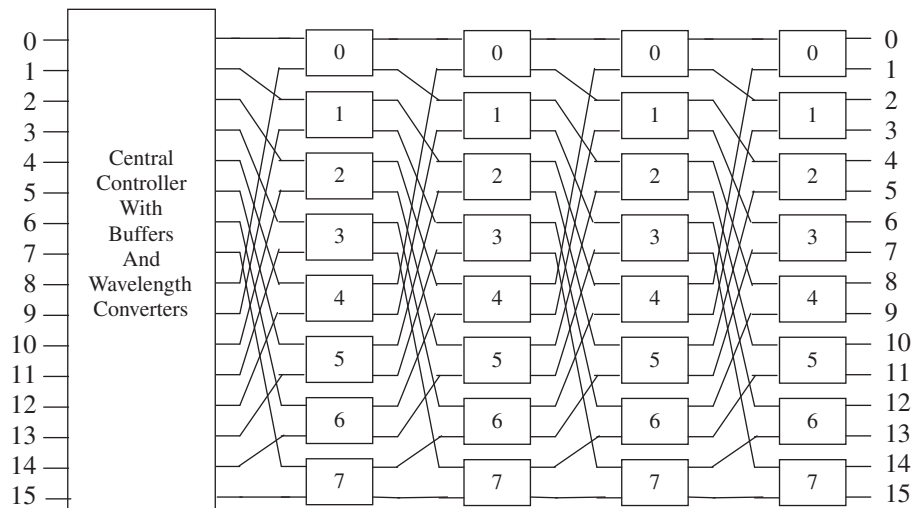 0 0 0 0 0 0
1 1
1 1 1 1
2 2
3 3
Central
Controller
With
Buffers
And
Wavelength
Converters
4 2 2 2 2 4
5 5
6 3 3 3 3 6
7 7
8 4 4 4 4 8
9 9
10 5 5 5 5 10
11 11
12 12
6 6 6 6
13 13
14 14
7 7 7 7
15 15